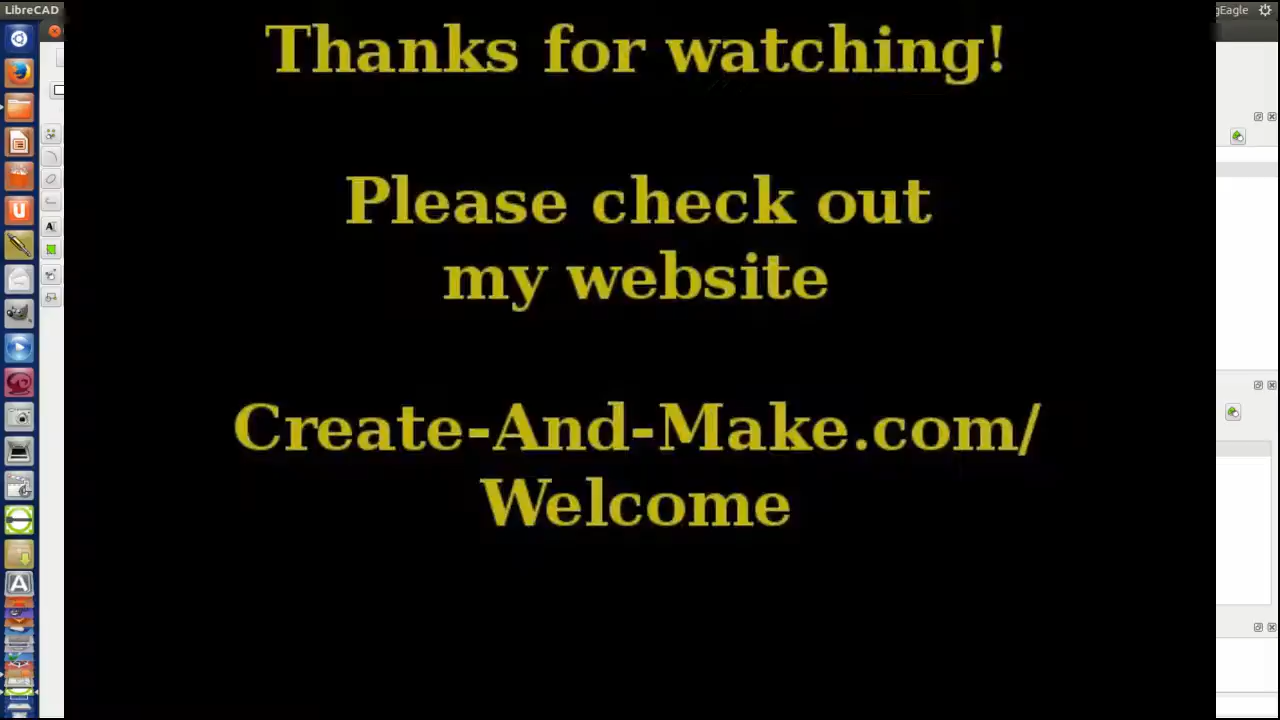 LibreCAD
gEagle
Thanks for watching!
Please check out
my website
Create-And-Make.com/
Welcome